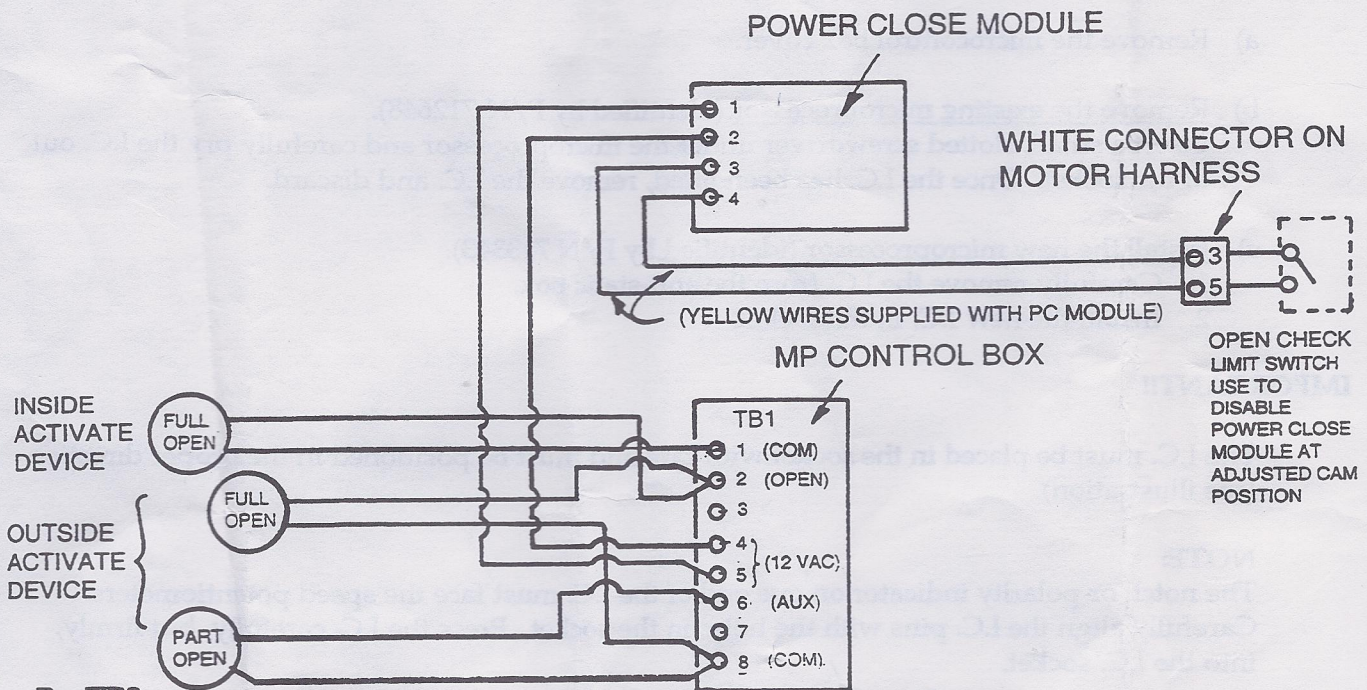 POWER CLOSE MODULE
1
2
3
4
WHITE CONNECTOR ON
MOTOR HARNESS
3
5
(YELLOW WIRES SUPPLIED WITH PC MODULE)
OPEN CHECK
LIMIT SWITCH
USE TO
DISABLE
POWER CLOSE
MODULE AT
ADJUSTED CAM
POSITION
MP CONTROL BOX
TB1
1 (COM)
2 (OPEN)
3
4
5
(12 VAC)
6 (AUX)
7
8 (COM)
INSIDE
ACTIVATE
DEVICE
FULL
OPEN
OUTSIDE
ACTIVATE
DEVICE
FULL
OPEN
PART
OPEN